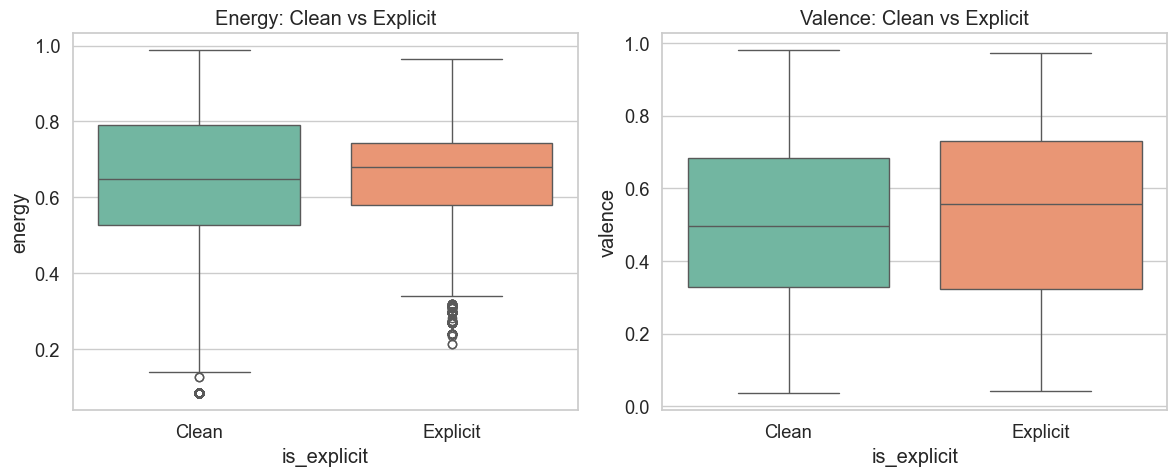 Energy: Clean vs Explicit
1.0
0.8
0.6
0.4
0.2
energy
Clean
Explicit
is_explicit
Valence: Clean vs Explicit
1.0
0.8
0.6
0.4
0.2
0.0
valence
Clean
Explicit
is_explicit